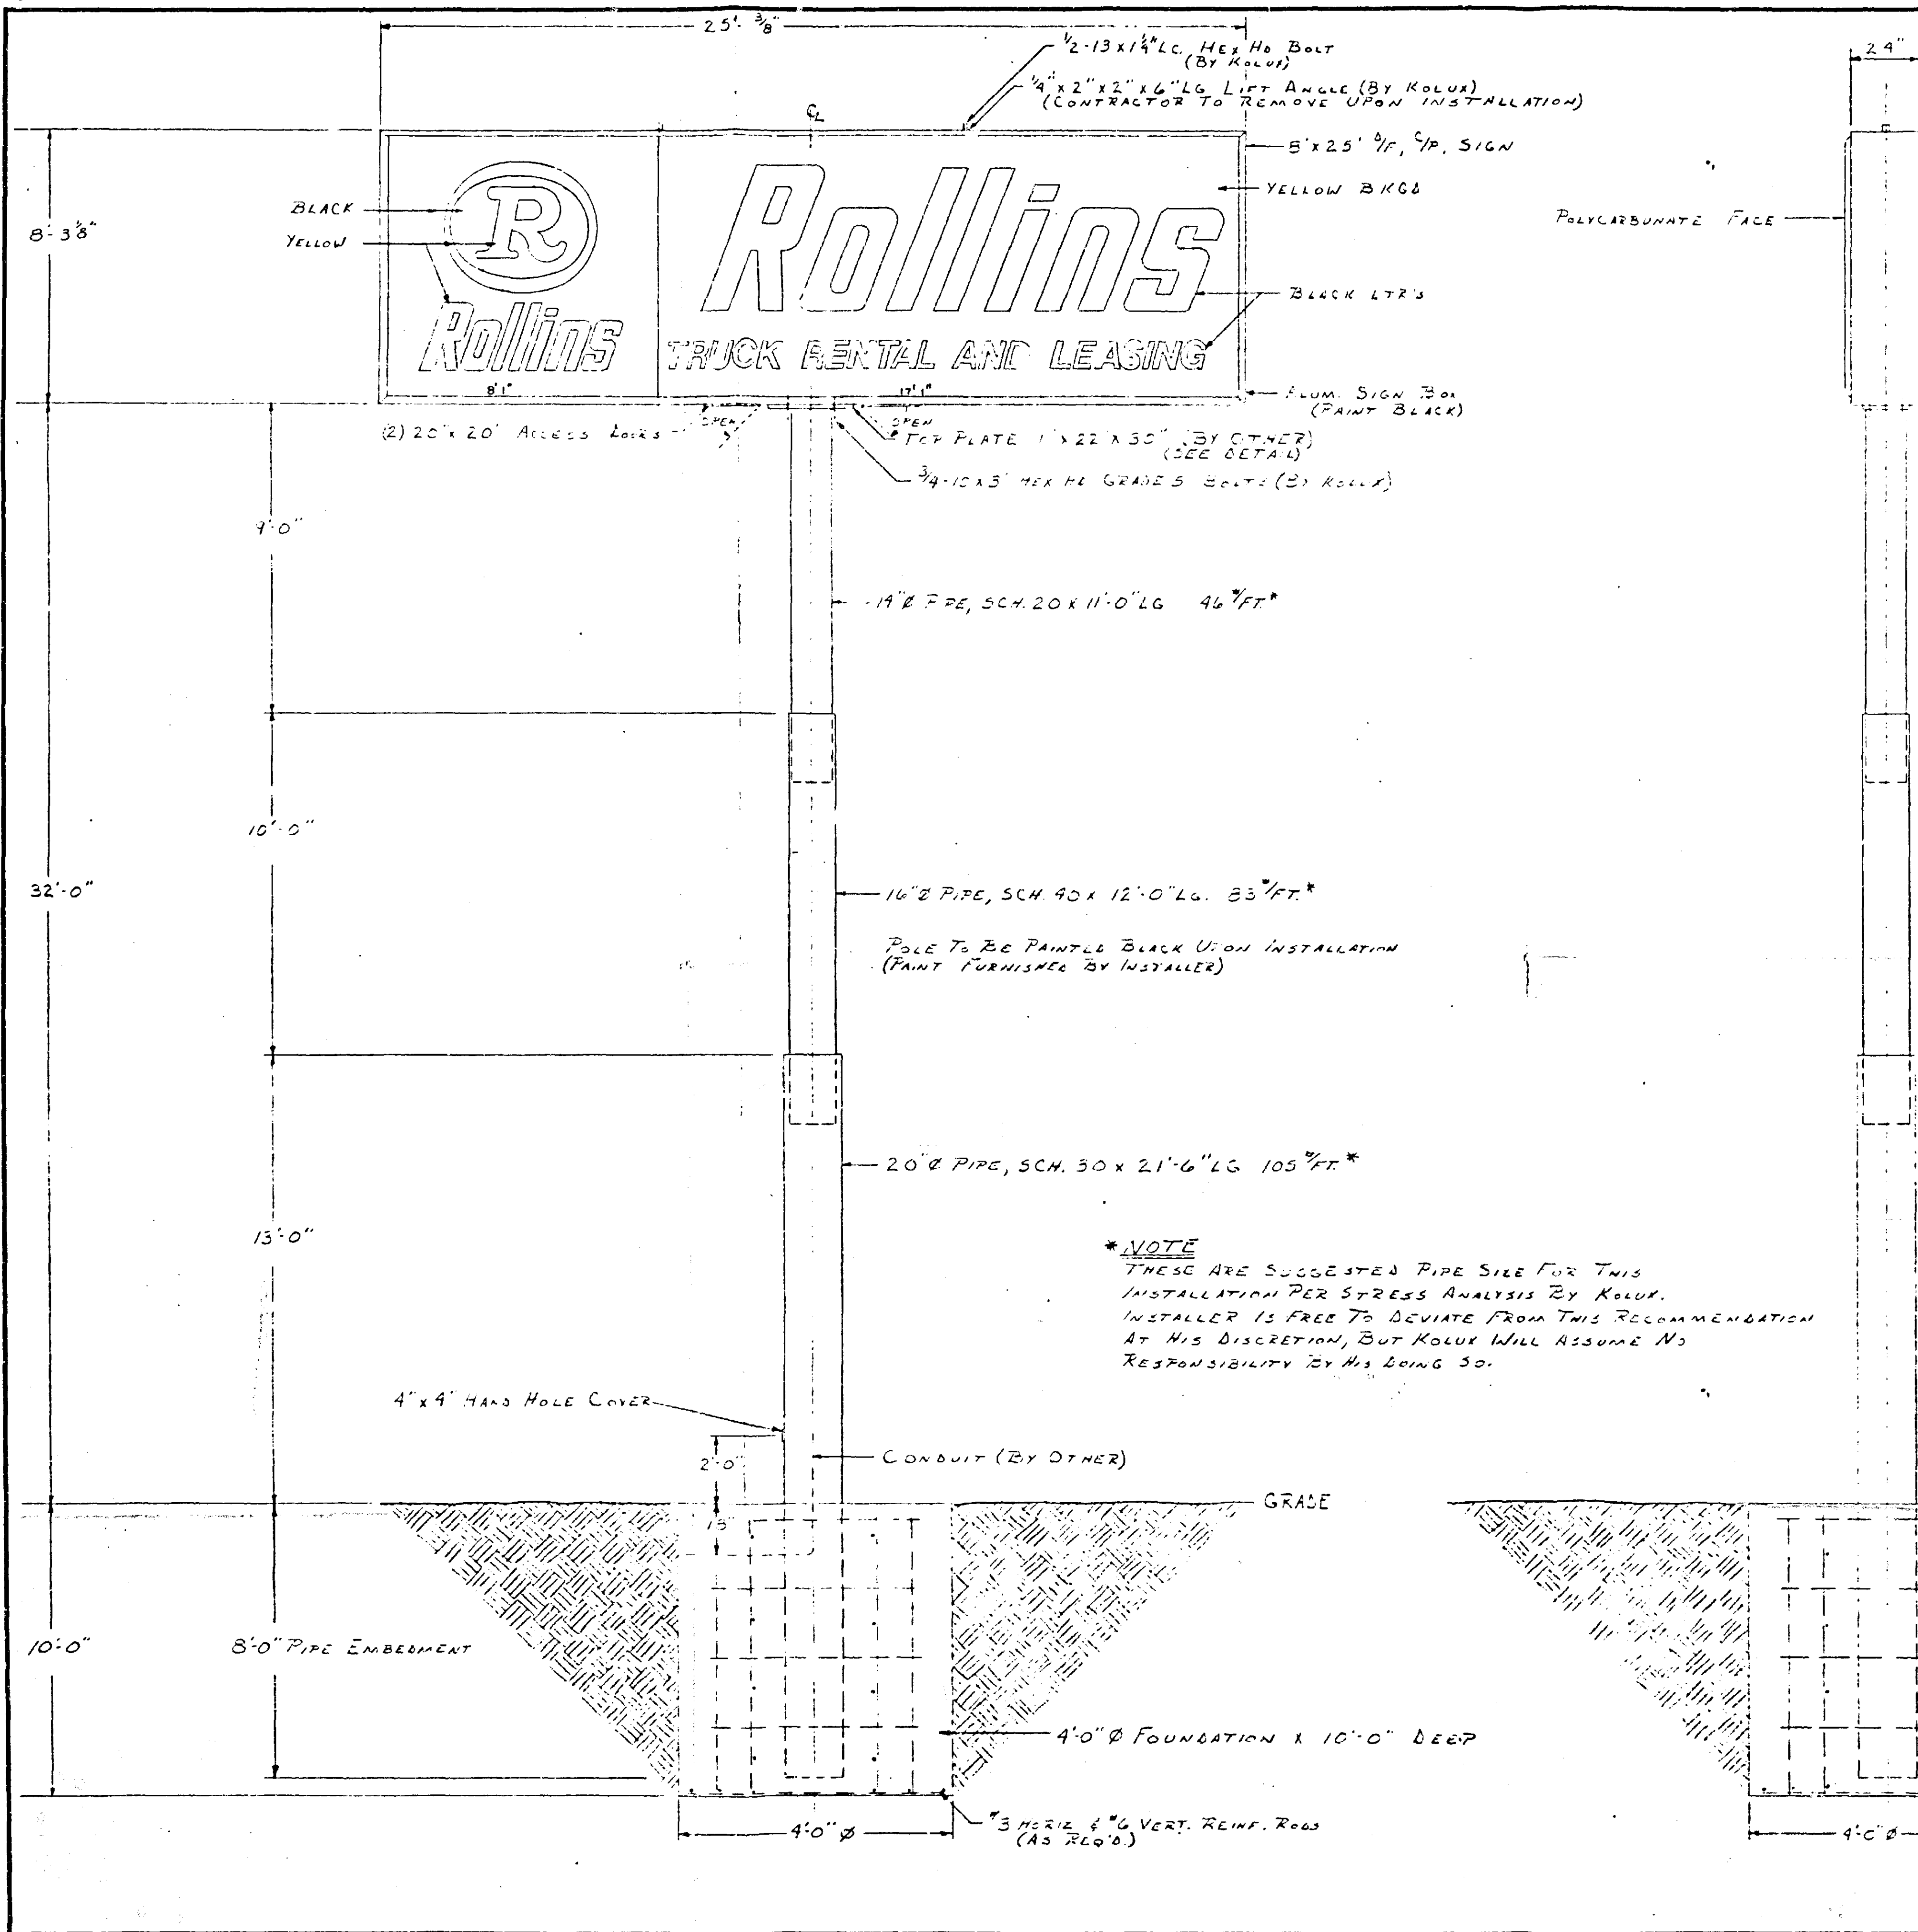 25'-3/8"
1/2-13 x 1 1/4" LG. HEX HD BOLT
(BY KOLUX)
24"
1/4" x 2" x 2" x 6" LG LIFT ANGLE (BY KOLUX)
(CONTRACTOR TO REMOVE UPON INSTALLATION)
℄
8' x 25' D/F, C/P. SIGN
YELLOW BKGD
POLYCARBONATE FACE
BLACK
YELLOW
8'-3 1/8"
R
Rollins
Rollins
TRUCK RENTAL AND LEASING
BLACK LTR'S
8'1"
17'1"
ALUM. SIGN BOX
(PAINT BLACK)
(2) 20" x 20" ACCESS
OPEN
OPEN
TOP PLATE 1" x 22" x 30" (BY OTHER)
(SEE DETAIL)
3/4-10 x 3" HEX HD GRADE 5 BOLTS (BY KOLUX)
9'-0"
14"Ø PIPE, SCH. 20 x 11'-0" LG 46#/FT.*
10'-0"
32'-0"
16"Ø PIPE, SCH. 40 x 12'-0" LG. 83#/FT.*
POLE TO BE PAINTED BLACK UPON INSTALLATION
(PAINT FURNISHED BY INSTALLER)
20"Ø PIPE, SCH. 30 x 21'-6" LG 105#/FT.*
13'-0"
* NOTE
THESE ARE SUGGESTED PIPE SIZE FOR THIS
INSTALLATION PER STRESS ANALYSIS BY KOLUX.
INSTALLER IS FREE TO DEVIATE FROM THIS RECOMMENDATION
AT HIS DISCRETION, BUT KOLUX WILL ASSUME NO
RESPONSIBILITY BY HIS DOING SO.
4" x 4" HAND HOLE COVER
2'-0"
CONDUIT (BY OTHER)
GRADE
18"
10'-0"
8'-0" PIPE EMBEDMENT
4'-0" Ø FOUNDATION x 10'-0" DEEP
#3 HORIZ & #6 VERT. REINF. RODS
(AS REQ'D.)
4'-0" Ø
4'-0" Ø